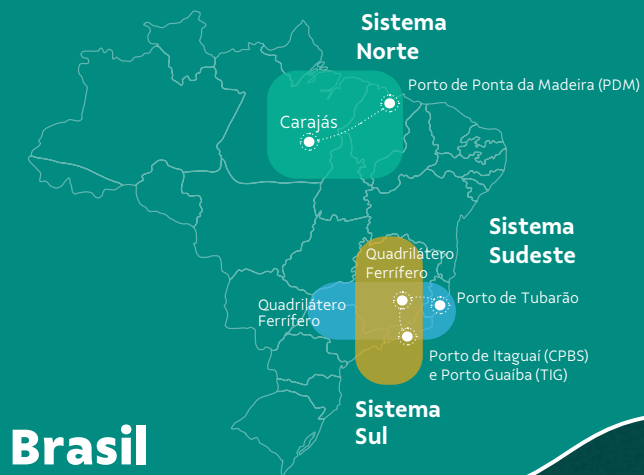 Sistema
Norte
Porto de Ponta da Madeira (PDM)
Carajás
Sistema
Sudeste
Quadrilátero
Ferrífero
Quadrilátero
Ferrífero
Porto de Tubarão
Porto de Itaguaí (CPBS)
e Porto Guaíba (TIG)
Sistema
Sul
Brasil